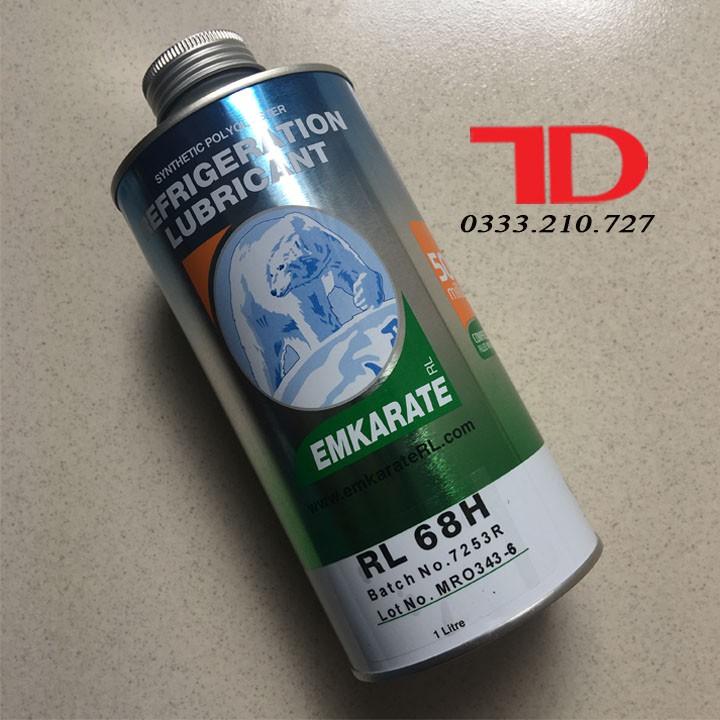 SYNTHETIC POLYOLESTER
REFRIGERATION
LUBRICANT
EMKARATE RL
www.emkarateRL.com
RL 68H
Batch No. 7253R
Lot No. MRO343-6
1 Litre
TD
0333.210.727